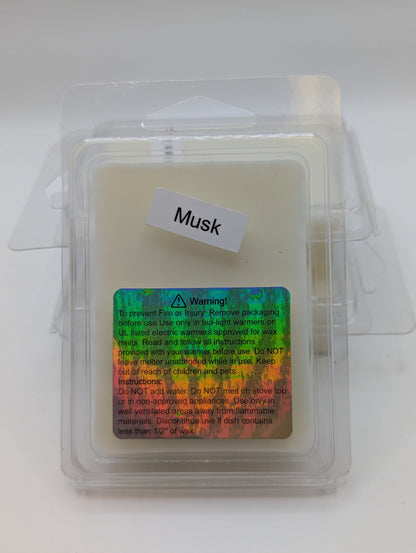 Musk
Warning!
To prevent Fire or Injury: Remove packaging
before use.Use only in tea-light warmers or
UL listed electric warmers approved for wax
melts. Read and follow all instructions
provided with your warmer before use. Do NOT
leave melter unattended while in use. Keep
out of reach of children and pets.
Instructions:
Do NOT add water. Do NOT melt on stove top
or in non-approved appliances. Use only in
well ventilated areas away from flammable
materials. Discontinue use if dish contains
less than 1/2" of wax.